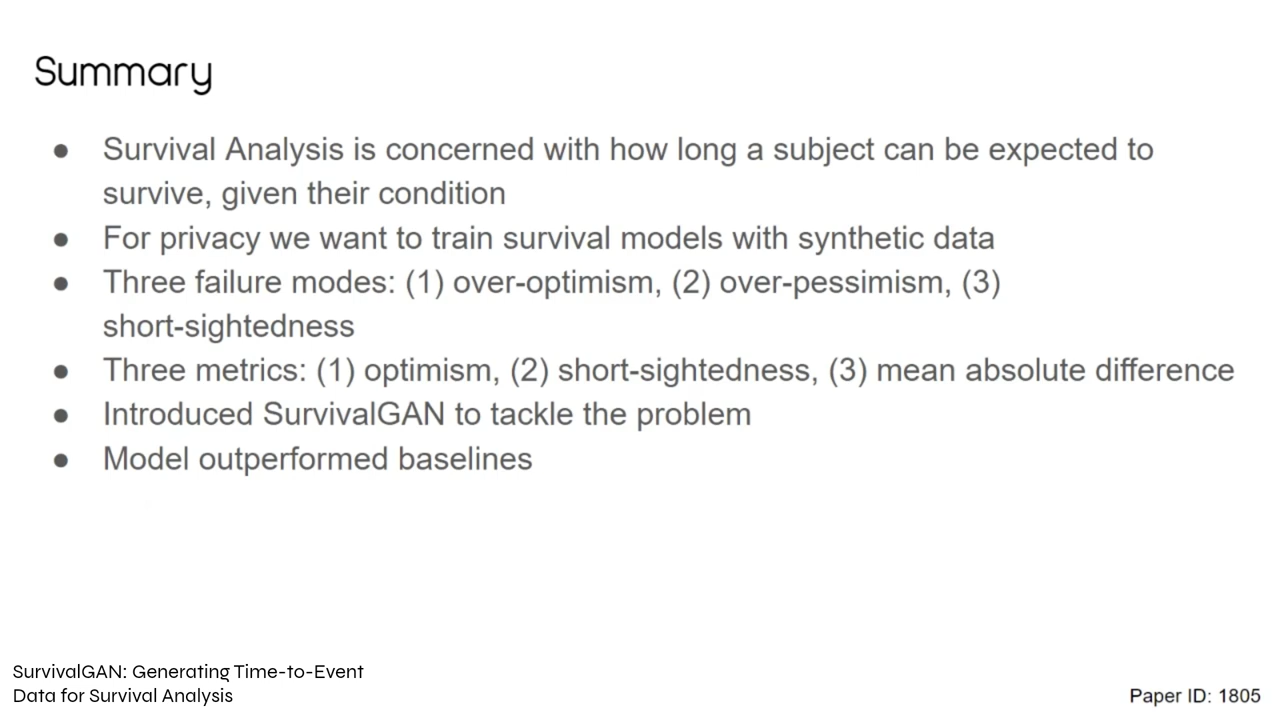 Summary
● Survival Analysis is concerned with how long a subject can be expected to
survive, given their condition
● For privacy we want to train survival models with synthetic data
● Three failure modes: (1) over-optimism, (2) over-pessimism, (3)
short-sightedness
● Three metrics: (1) optimism, (2) short-sightedness, (3) mean absolute difference
● Introduced SurvivalGAN to tackle the problem
● Model outperformed baselines
SurvivalGAN: Generating Time-to-Event
Data for Survival Analysis
Paper ID: 1805